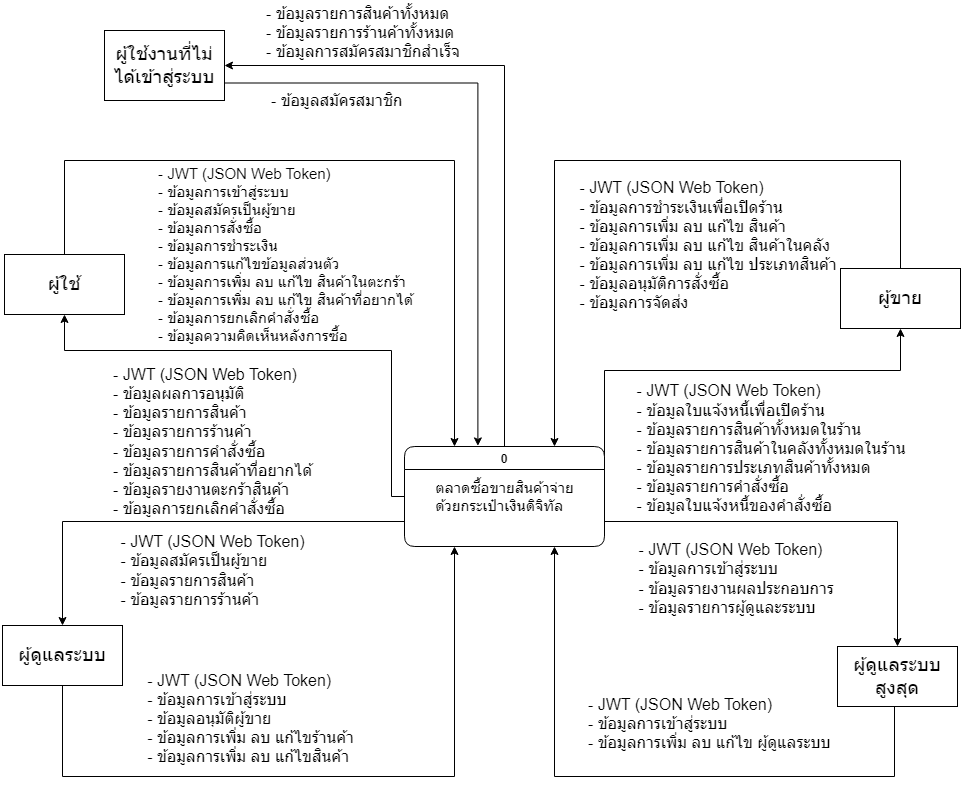 - ข้อมูลรายการสินค้าทั้งหมด
- ข้อมูลรายการร้านค้าทั้งหมด
- ข้อมูลการสมัครสมาชิกสำเร็จ
ผู้ใช้งานที่ไม่
ได้เข้าสู่ระบบ
- ข้อมูลสมัครสมาชิก
- JWT (JSON Web Token)
- ข้อมูลการเข้าสู่ระบบ
- ข้อมูลสมัครเป็นผู้ขาย
- ข้อมูลการสั่งซื้อ
- ข้อมูลการชำระเงิน
- ข้อมูลการแก้ไขข้อมูลส่วนตัว
- ข้อมูลการเพิ่ม ลบ แก้ไข สินค้าในตะกร้า
- ข้อมูลการเพิ่ม ลบ แก้ไข สินค้าที่อยากได้
- ข้อมูลการยกเลิกคำสั่งซื้อ
- ข้อมูลความคิดเห็นหลังการซื้อ
ผู้ใช้
- JWT (JSON Web Token)
- ข้อมูลการชำระเงินเพื่อเปิดร้าน
- ข้อมูลการเพิ่ม ลบ แก้ไข สินค้า
- ข้อมูลการเพิ่ม ลบ แก้ไข สินค้าในคลัง
- ข้อมูลการเพิ่ม ลบ แก้ไข ประเภทสินค้า
- ข้อมูลอนุมัติการสั่งซื้อ
- ข้อมูลการจัดส่ง
ผู้ขาย
- JWT (JSON Web Token)
- ข้อมูลผลการอนุมัติ
- ข้อมูลรายการสินค้า
- ข้อมูลรายการร้านค้า
- ข้อมูลรายการคำสั่งซื้อ
- ข้อมูลรายการสินค้าที่อยากได้
- ข้อมูลรายงานตะกร้าสินค้า
- ข้อมูลการยกเลิกคำสั่งซื้อ
- JWT (JSON Web Token)
- ข้อมูลใบแจ้งหนี้เพื่อเปิดร้าน
- ข้อมูลรายการสินค้าทั้งหมดในร้าน
- ข้อมูลรายการสินค้าในคลังทั้งหมดในร้าน
- ข้อมูลรายการประเภทสินค้าทั้งหมด
- ข้อมูลรายการคำสั่งซื้อ
- ข้อมูลใบแจ้งหนี้ของคำสั่งซื้อ
0
ตลาดซื้อขายสินค้าจ่าย
ด้วยกระเป๋าเงินดิจิทัล
- JWT (JSON Web Token)
- ข้อมูลสมัครเป็นผู้ขาย
- ข้อมูลรายการสินค้า
- ข้อมูลรายการร้านค้า
- JWT (JSON Web Token)
- ข้อมูลการเข้าสู่ระบบ
- ข้อมูลรายงานผลประกอบการ
- ข้อมูลรายการผู้ดูและระบบ
ผู้ดูแลระบบ
ผู้ดูแลระบบ
สูงสุด
- JWT (JSON Web Token)
- ข้อมูลการเข้าสู่ระบบ
- ข้อมูลอนุมัติผู้ขาย
- ข้อมูลการเพิ่ม ลบ แก้ไขร้านค้า
- ข้อมูลการเพิ่ม ลบ แก้ไขสินค้า
- JWT (JSON Web Token)
- ข้อมูลการเข้าสู่ระบบ
- ข้อมูลการเพิ่ม ลบ แก้ไข ผู้ดูแลระบบ